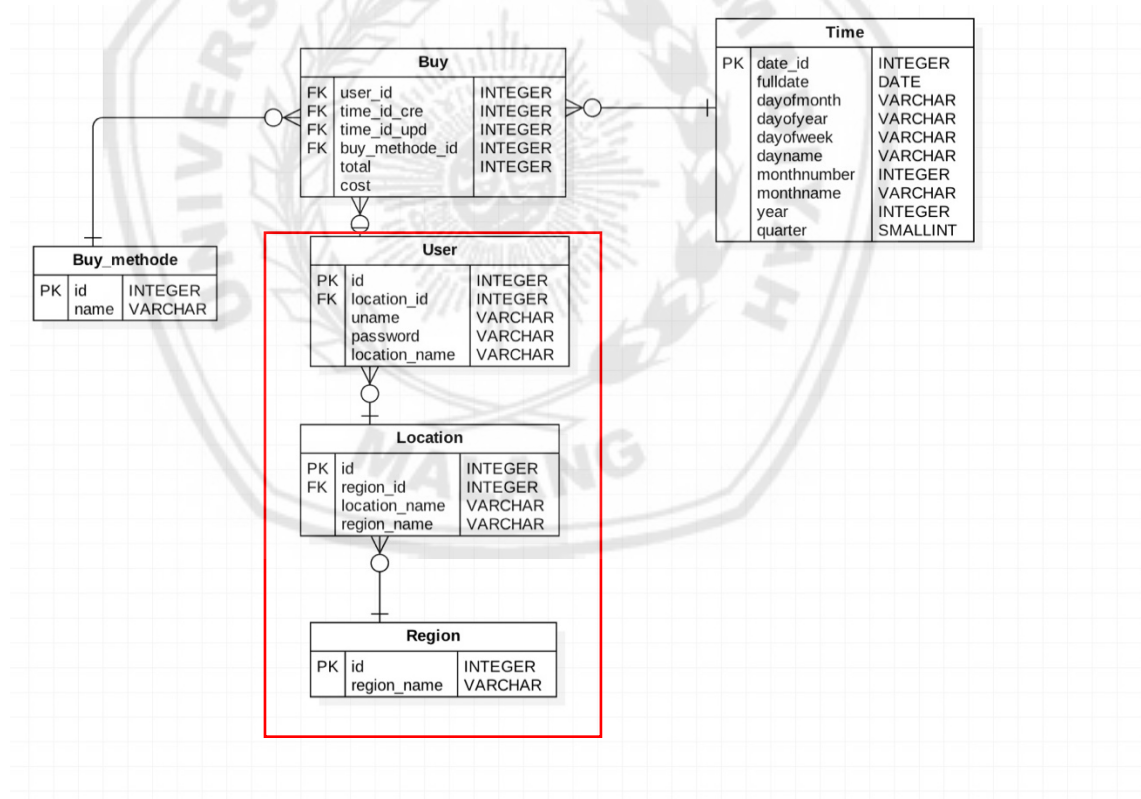 Buy
FK user_id INTEGER
FK time_id_cre INTEGER
FK time_id_upd INTEGER
FK buy_methode_id INTEGER
total INTEGER
cost
Time
PK date_id INTEGER
fulldate DATE
dayofmonth VARCHAR
dayofyear VARCHAR
dayofweek VARCHAR
dayname VARCHAR
monthnumber INTEGER
monthname VARCHAR
year INTEGER
quarter SMALLINT
Buy_methode
PK id INTEGER
name VARCHAR
User
PK id INTEGER
FK location_id INTEGER
uname VARCHAR
password VARCHAR
location_name VARCHAR
Location
PK id INTEGER
FK region_id INTEGER
location_name VARCHAR
region_name VARCHAR
Region
PK id INTEGER
region_name VARCHAR
MALANG